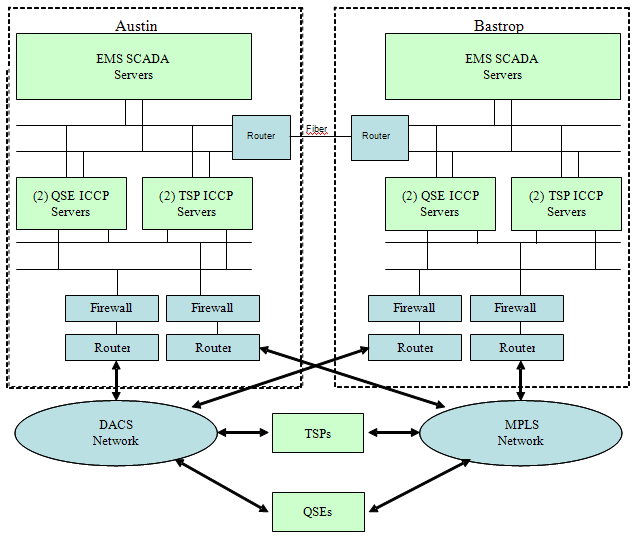 Austin
Bastrop
EMS SCADA
Servers
EMS SCADA
Servers
Router
Fiber
Router
(2) QSE ICCP
Servers
(2) TSP ICCP
Servers
(2) QSE ICCP
Servers
(2) TSP ICCP
Servers
Firewall
Firewall
Firewall
Firewall
Router
Router
Router
Router
DACS
Network
TSPs
MPLS
Network
QSEs